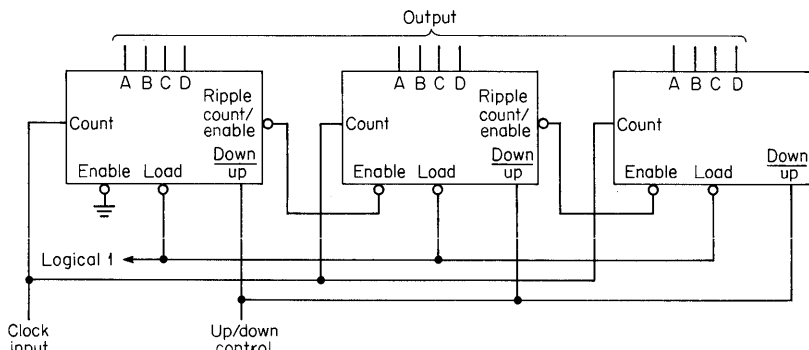 Output
A B C D
A B C D
A B C D
Count
Ripple
count/
enable
Enable
Load
Down
up
Count
Ripple
count/
enable
Enable
Load
Down
up
Count
Enable
Load
Down
up
Logical 1
Clock
input
Up/down
control